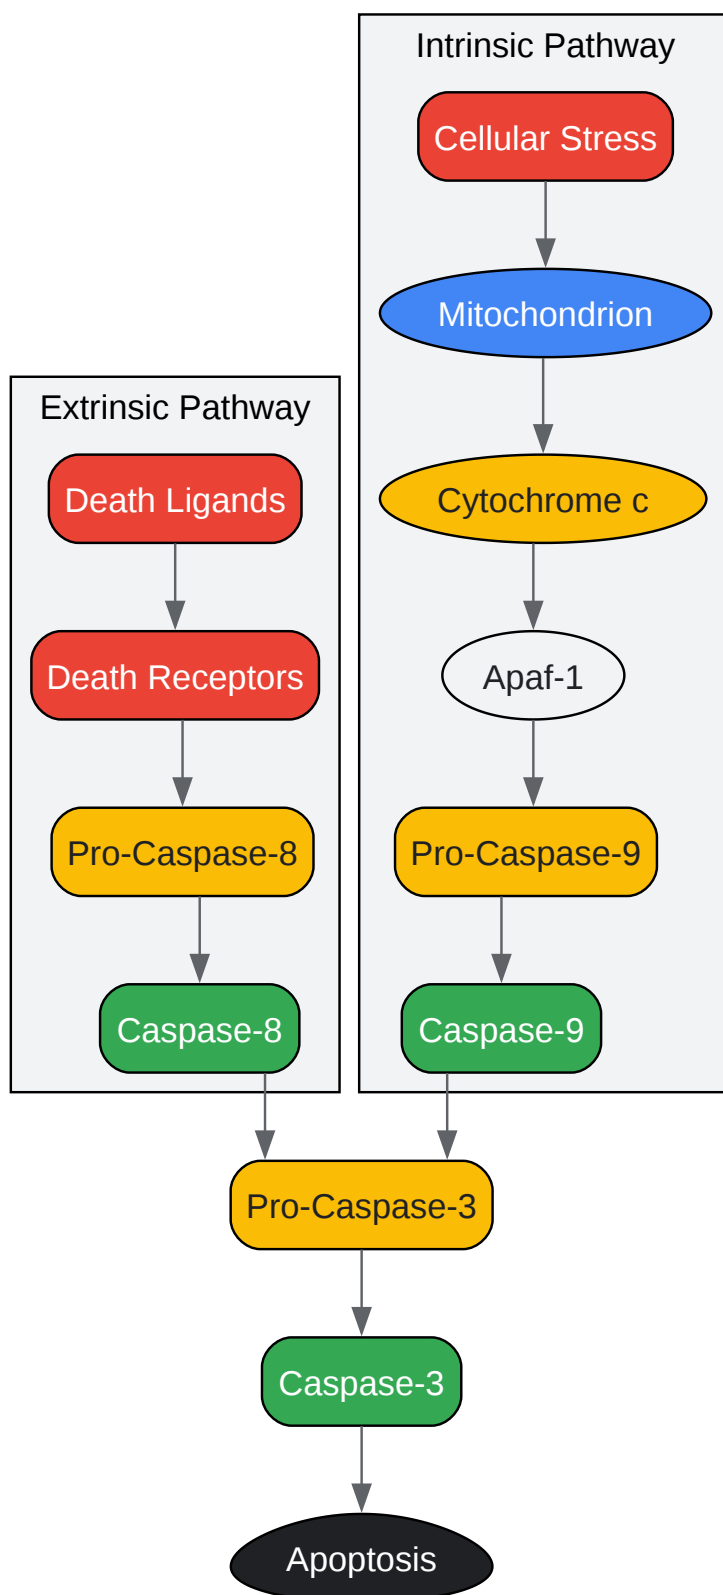 Intrinsic Pathway
Cellular Stress
Mitochondrion
Extrinsic Pathway
Death Ligands
Cytochrome c
Death Receptors
Apaf-1
Pro-Caspase-8
Pro-Caspase-9
Caspase-8
Caspase-9
Pro-Caspase-3
Caspase-3
Apoptosis